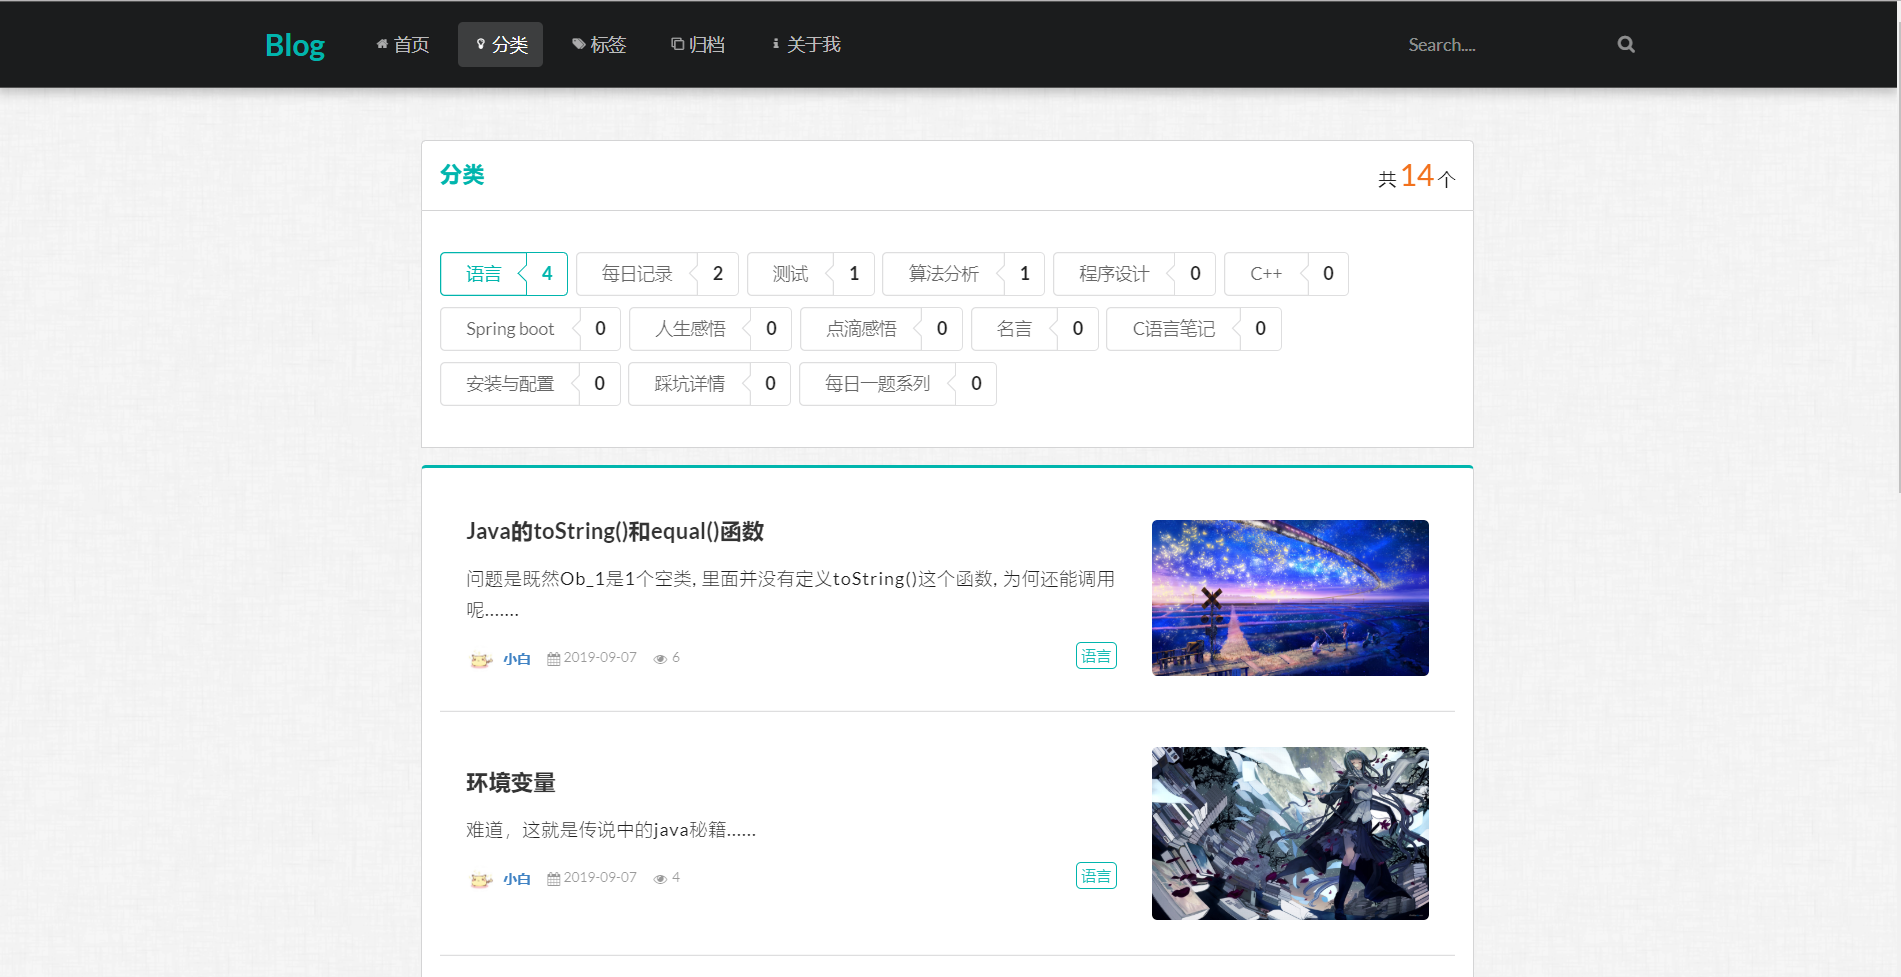 Blog 首页 分类 标签 归档 关于我 Search....
分类 共 14 个
语言 4 每日记录 2 测试 1 算法分析 1 程序设计 0 C++ 0
Spring boot 0 人生感悟 0 点滴感悟 0 名言 0 C语言笔记 0
安装与配置 0 踩坑详情 0 每日一题系列 0
Java的toString()和equal()函数
问题是既然Ob_1是1个空类, 里面并没有定义toString()这个函数, 为何还能调用
呢.......
小白 2019-09-07 6 语言
环境变量
难道，这就是传说中的java秘籍......
小白 2019-09-07 4 语言